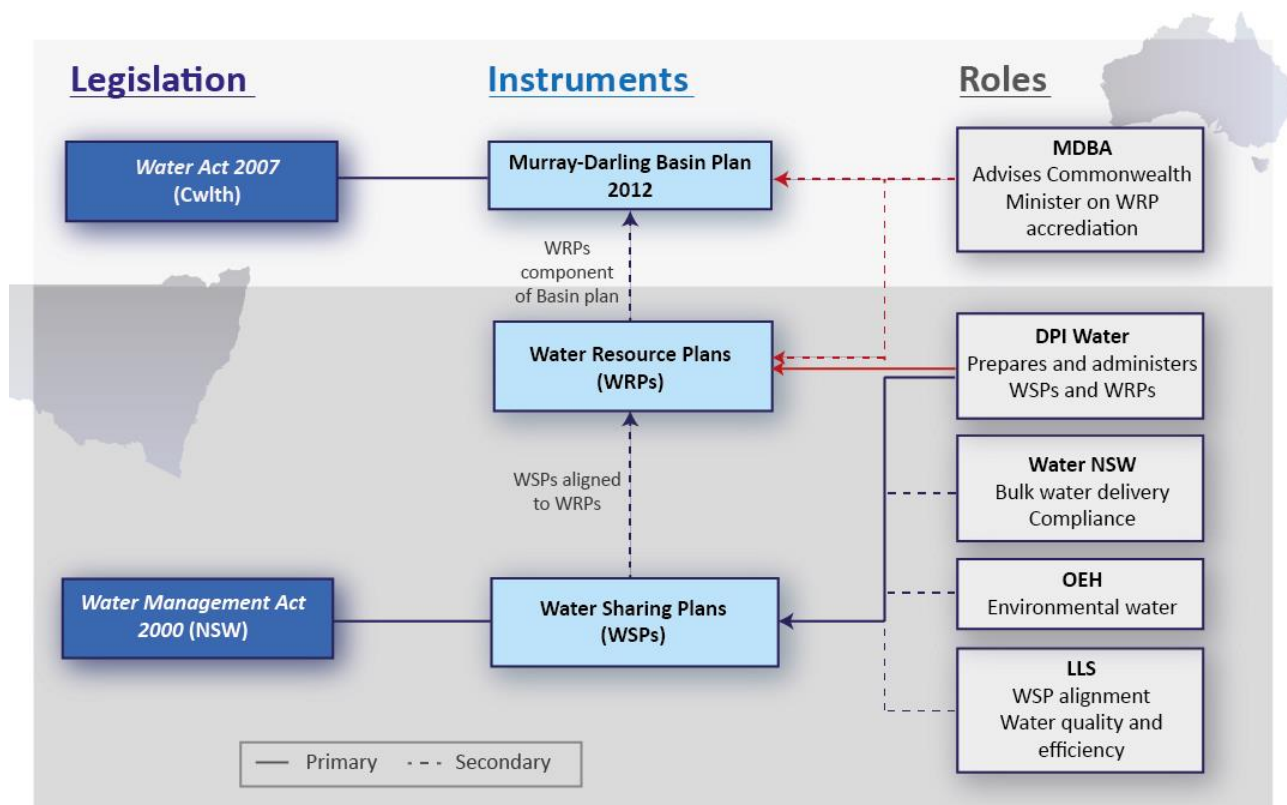 Legislation
Instruments
Roles
Water Act 2007
(Cwlth)
Murray-Darling Basin Plan
2012
MDBA
Advises Commonwealth
Minister on WRP
accrediation
WRPs
component
of Basin plan
Water Resource Plans
(WRPs)
DPI Water
Prepares and administers
WSPs and WRPs
Water NSW
Bulk water delivery
Compliance
WSPs aligned
to WRPs
OEH
Environmental water
Water Management Act
2000 (NSW)
Water Sharing Plans
(WSPs)
LLS
WSP alignment
Water quality and
efficiency
Primary
Secondary